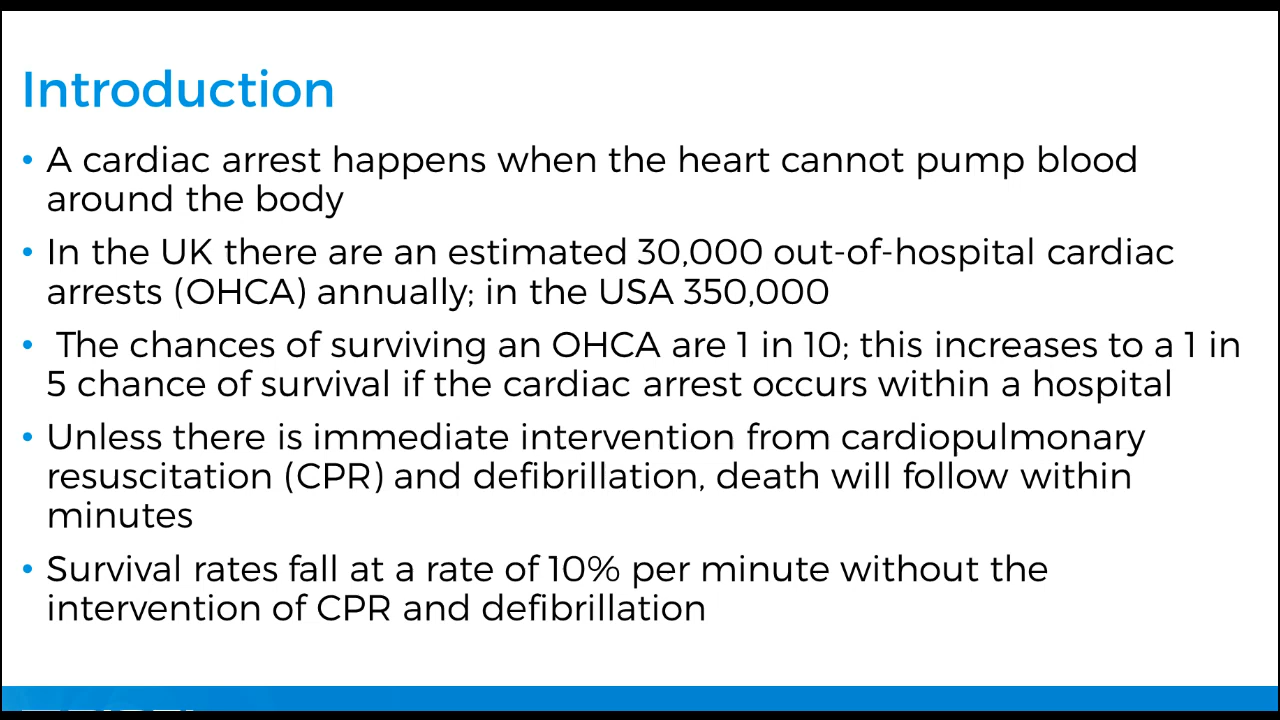 Introduction
• A cardiac arrest happens when the heart cannot pump blood
around the body
• In the UK there are an estimated 30,000 out-of-hospital cardiac
arrests (OHCA) annually; in the USA 350,000
• The chances of surviving an OHCA are 1 in 10; this increases to a 1 in
5 chance of survival if the cardiac arrest occurs within a hospital
• Unless there is immediate intervention from cardiopulmonary
resuscitation (CPR) and defibrillation, death will follow within
minutes
• Survival rates fall at a rate of 10% per minute without the
intervention of CPR and defibrillation